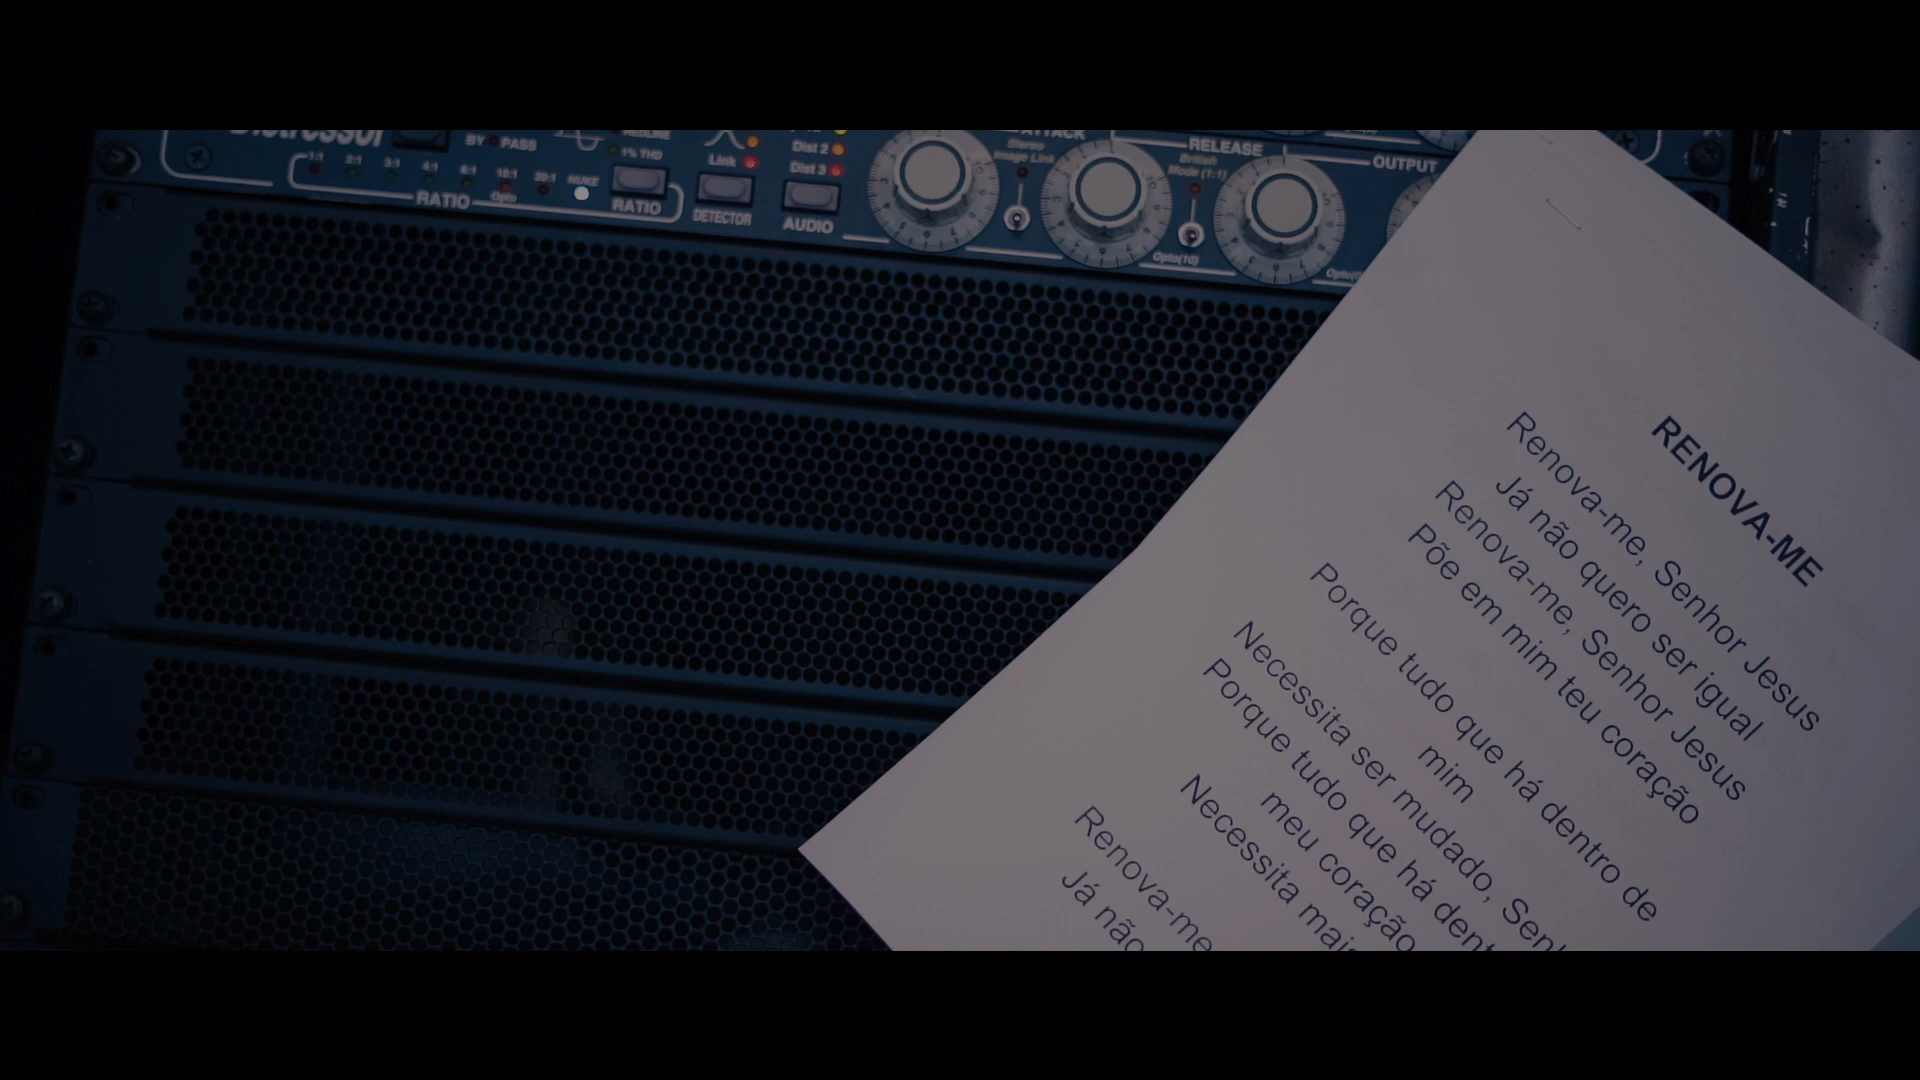 Distressor
BY PASS
REDLINE
1% THD
1:1 2:1 3:1 4:1 6:1 10:1 20:1 NUKE
Opto
RATIO
RATIO
Link
DETECTOR
Dist 2
Dist 3
AUDIO
ATTACK
Stereo
Image Link
RELEASE
British
Mode (1:1)
OUTPUT
Opto(10)
RENOVA-ME
Renova-me, Senhor Jesus
Já não quero ser igual
Renova-me, Senhor Jesus
Põe em mim teu coração
Porque tudo que há dentro de
mim
Necessita ser mudado, Senh
Porque tudo que há dent
meu coração
Necessita mais
Renova-me
Já não